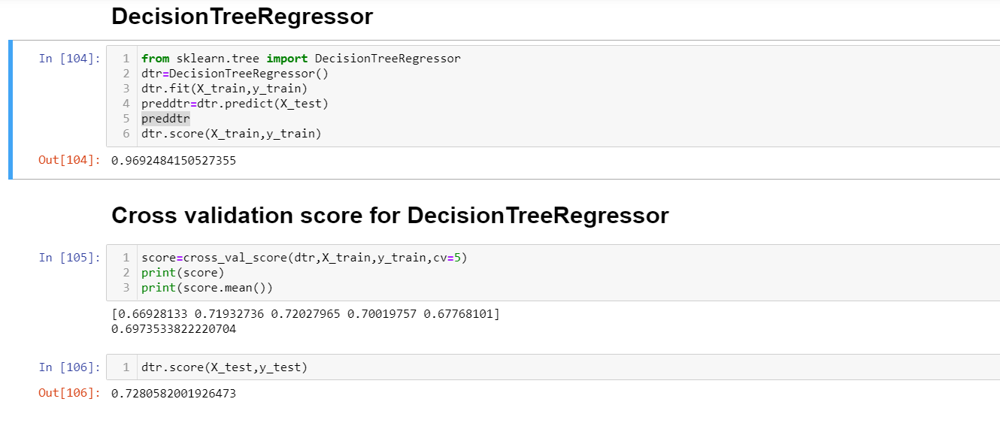 DecisionTreeRegressor
In [104]:
1 from sklearn.tree import DecisionTreeRegressor
2 dtr=DecisionTreeRegressor()
3 dtr.fit(X_train,y_train)
4 preddtr=dtr.predict(X_test)
5 preddtr
6 dtr.score(X_train,y_train)
Out[104]: 0.9692484150527355
Cross validation score for DecisionTreeRegressor
In [105]:
1 score=cross_val_score(dtr,X_train,y_train,cv=5)
2 print(score)
3 print(score.mean())
[0.66928133 0.71932736 0.72027965 0.70019757 0.67768101]
0.6973533822220704
In [106]:
1 dtr.score(X_test,y_test)
Out[106]: 0.7280582001926473